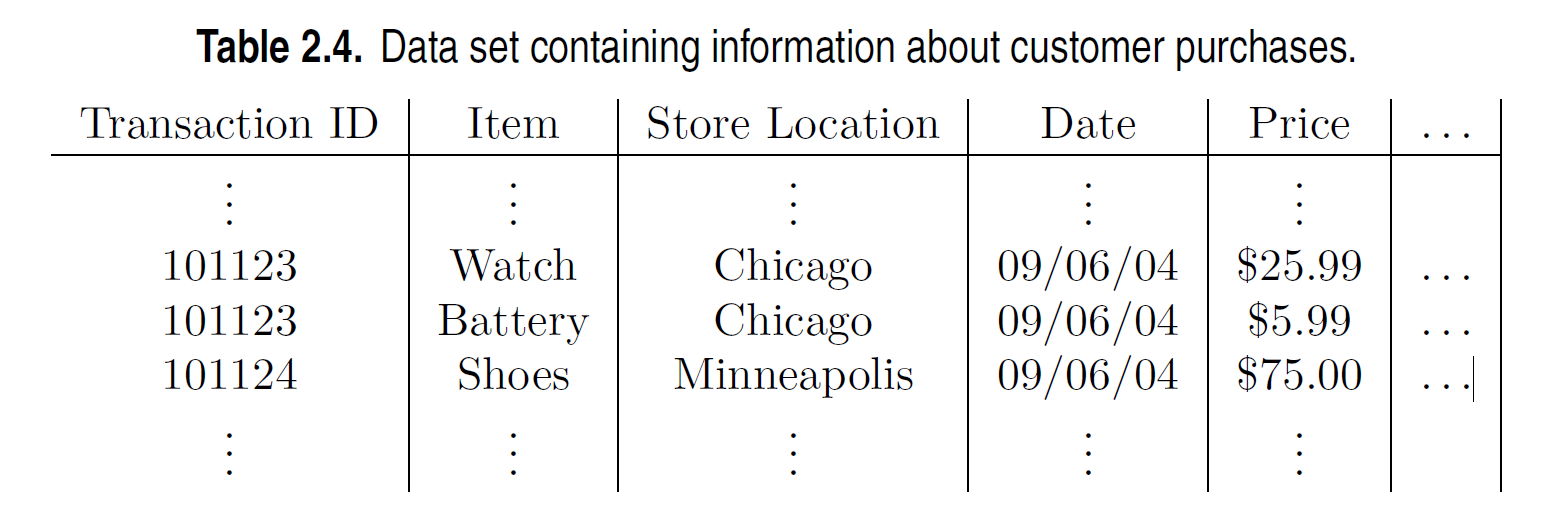 Table 2.4. Data set containing information about customer purchases.
Transaction ID Item Store Location Date Price . . .
⋮ ⋮ ⋮ ⋮ ⋮
101123 Watch Chicago 09/06/04 $25.99 . . .
101123 Battery Chicago 09/06/04 $5.99 . . .
101124 Shoes Minneapolis 09/06/04 $75.00 . . .
⋮ ⋮ ⋮ ⋮ ⋮